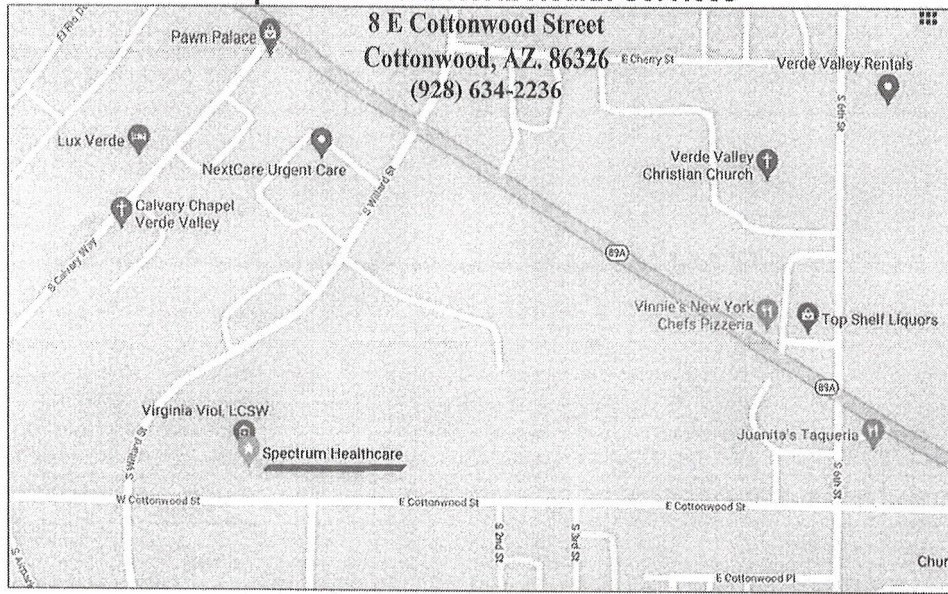 8 E Cottonwood Street
Cottonwood, AZ. 86326
(928) 634-2236
Pawn Palace
E Cherry St
Verde Valley Rentals
S 6th St
Lux Verde
NextCare Urgent Care
S Willard St
Verde Valley
Christian Church
Calvary Chapel
Verde Valley
S Calvary Way
89A
Vinnie's New York
Chefs Pizzeria
Top Shelf Liquors
89A
Virginia Viol, LCSW
Juanita's Taqueria
Spectrum Healthcare
S Willard St
S 6th St
W Cottonwood St
E Cottonwood St
E Cottonwood St
S 2nd St
S 3rd St
E Cottonwood Pl